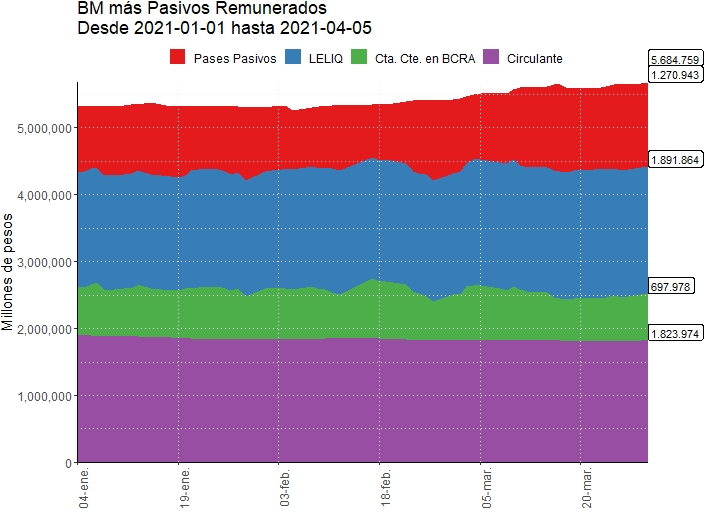 BM más Pasivos Remunerados
Desde 2021-01-01 hasta 2021-04-05
Pases Pasivos LELIQ Cta. Cte. en BCRA Circulante
5.684.759
1.270.943
1.891.864
697.978
1.823.974
Millones de pesos
5,000,000
4,000,000
3,000,000
2,000,000
1,000,000
0
04-ene.
19-ene.
03-feb.
18-feb.
05-mar.
20-mar.